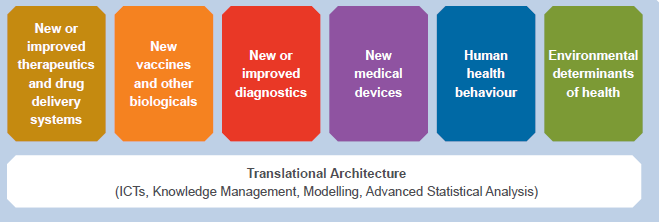 New or
improved
therapeutics
and drug
delivery
systems
New
vaccines
and other
biologicals
New or
improved
diagnostics
New
medical
devices
Human
health
behaviour
Environmental
determinants
of health
Translational Architecture
(ICTs, Knowledge Management, Modelling, Advanced Statistical Analysis)